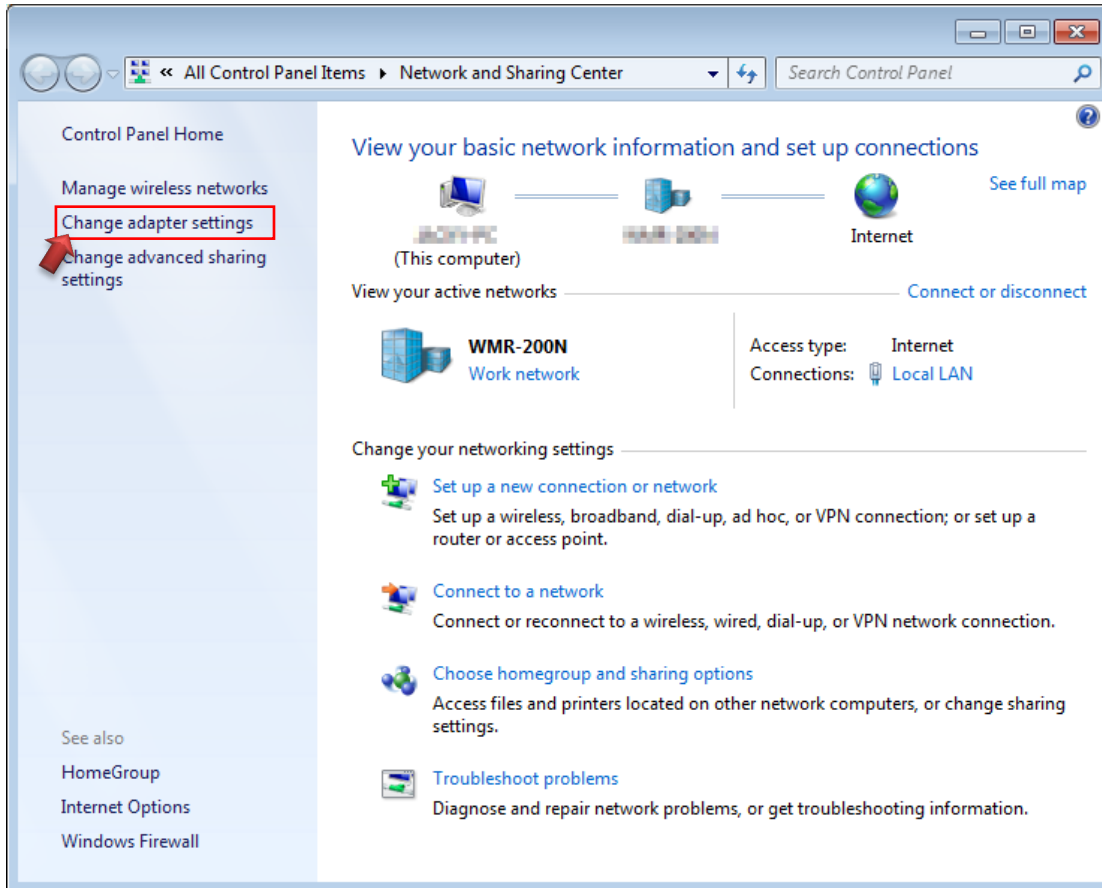 « All Control Panel Items ▸ Network and Sharing Center
Search Control Panel
Control Panel Home
Manage wireless networks
Change adapter settings
Change advanced sharing
settings
See also
HomeGroup
Internet Options
Windows Firewall
View your basic network information and set up connections
See full map
(This computer)
Internet
View your active networks
Connect or disconnect
WMR-200N
Work network
Access type: Internet
Connections: Local LAN
Change your networking settings
Set up a new connection or network
Set up a wireless, broadband, dial-up, ad hoc, or VPN connection; or set up a
router or access point.
Connect to a network
Connect or reconnect to a wireless, wired, dial-up, or VPN network connection.
Choose homegroup and sharing options
Access files and printers located on other network computers, or change sharing
settings.
Troubleshoot problems
Diagnose and repair network problems, or get troubleshooting information.